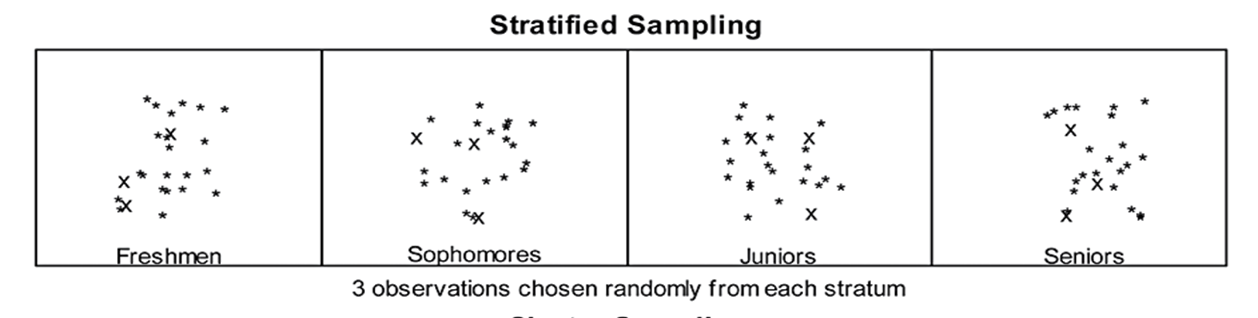 Stratified Sampling
Freshmen
Sophomores
Juniors
Seniors
3 observations chosen randomly from each stratum